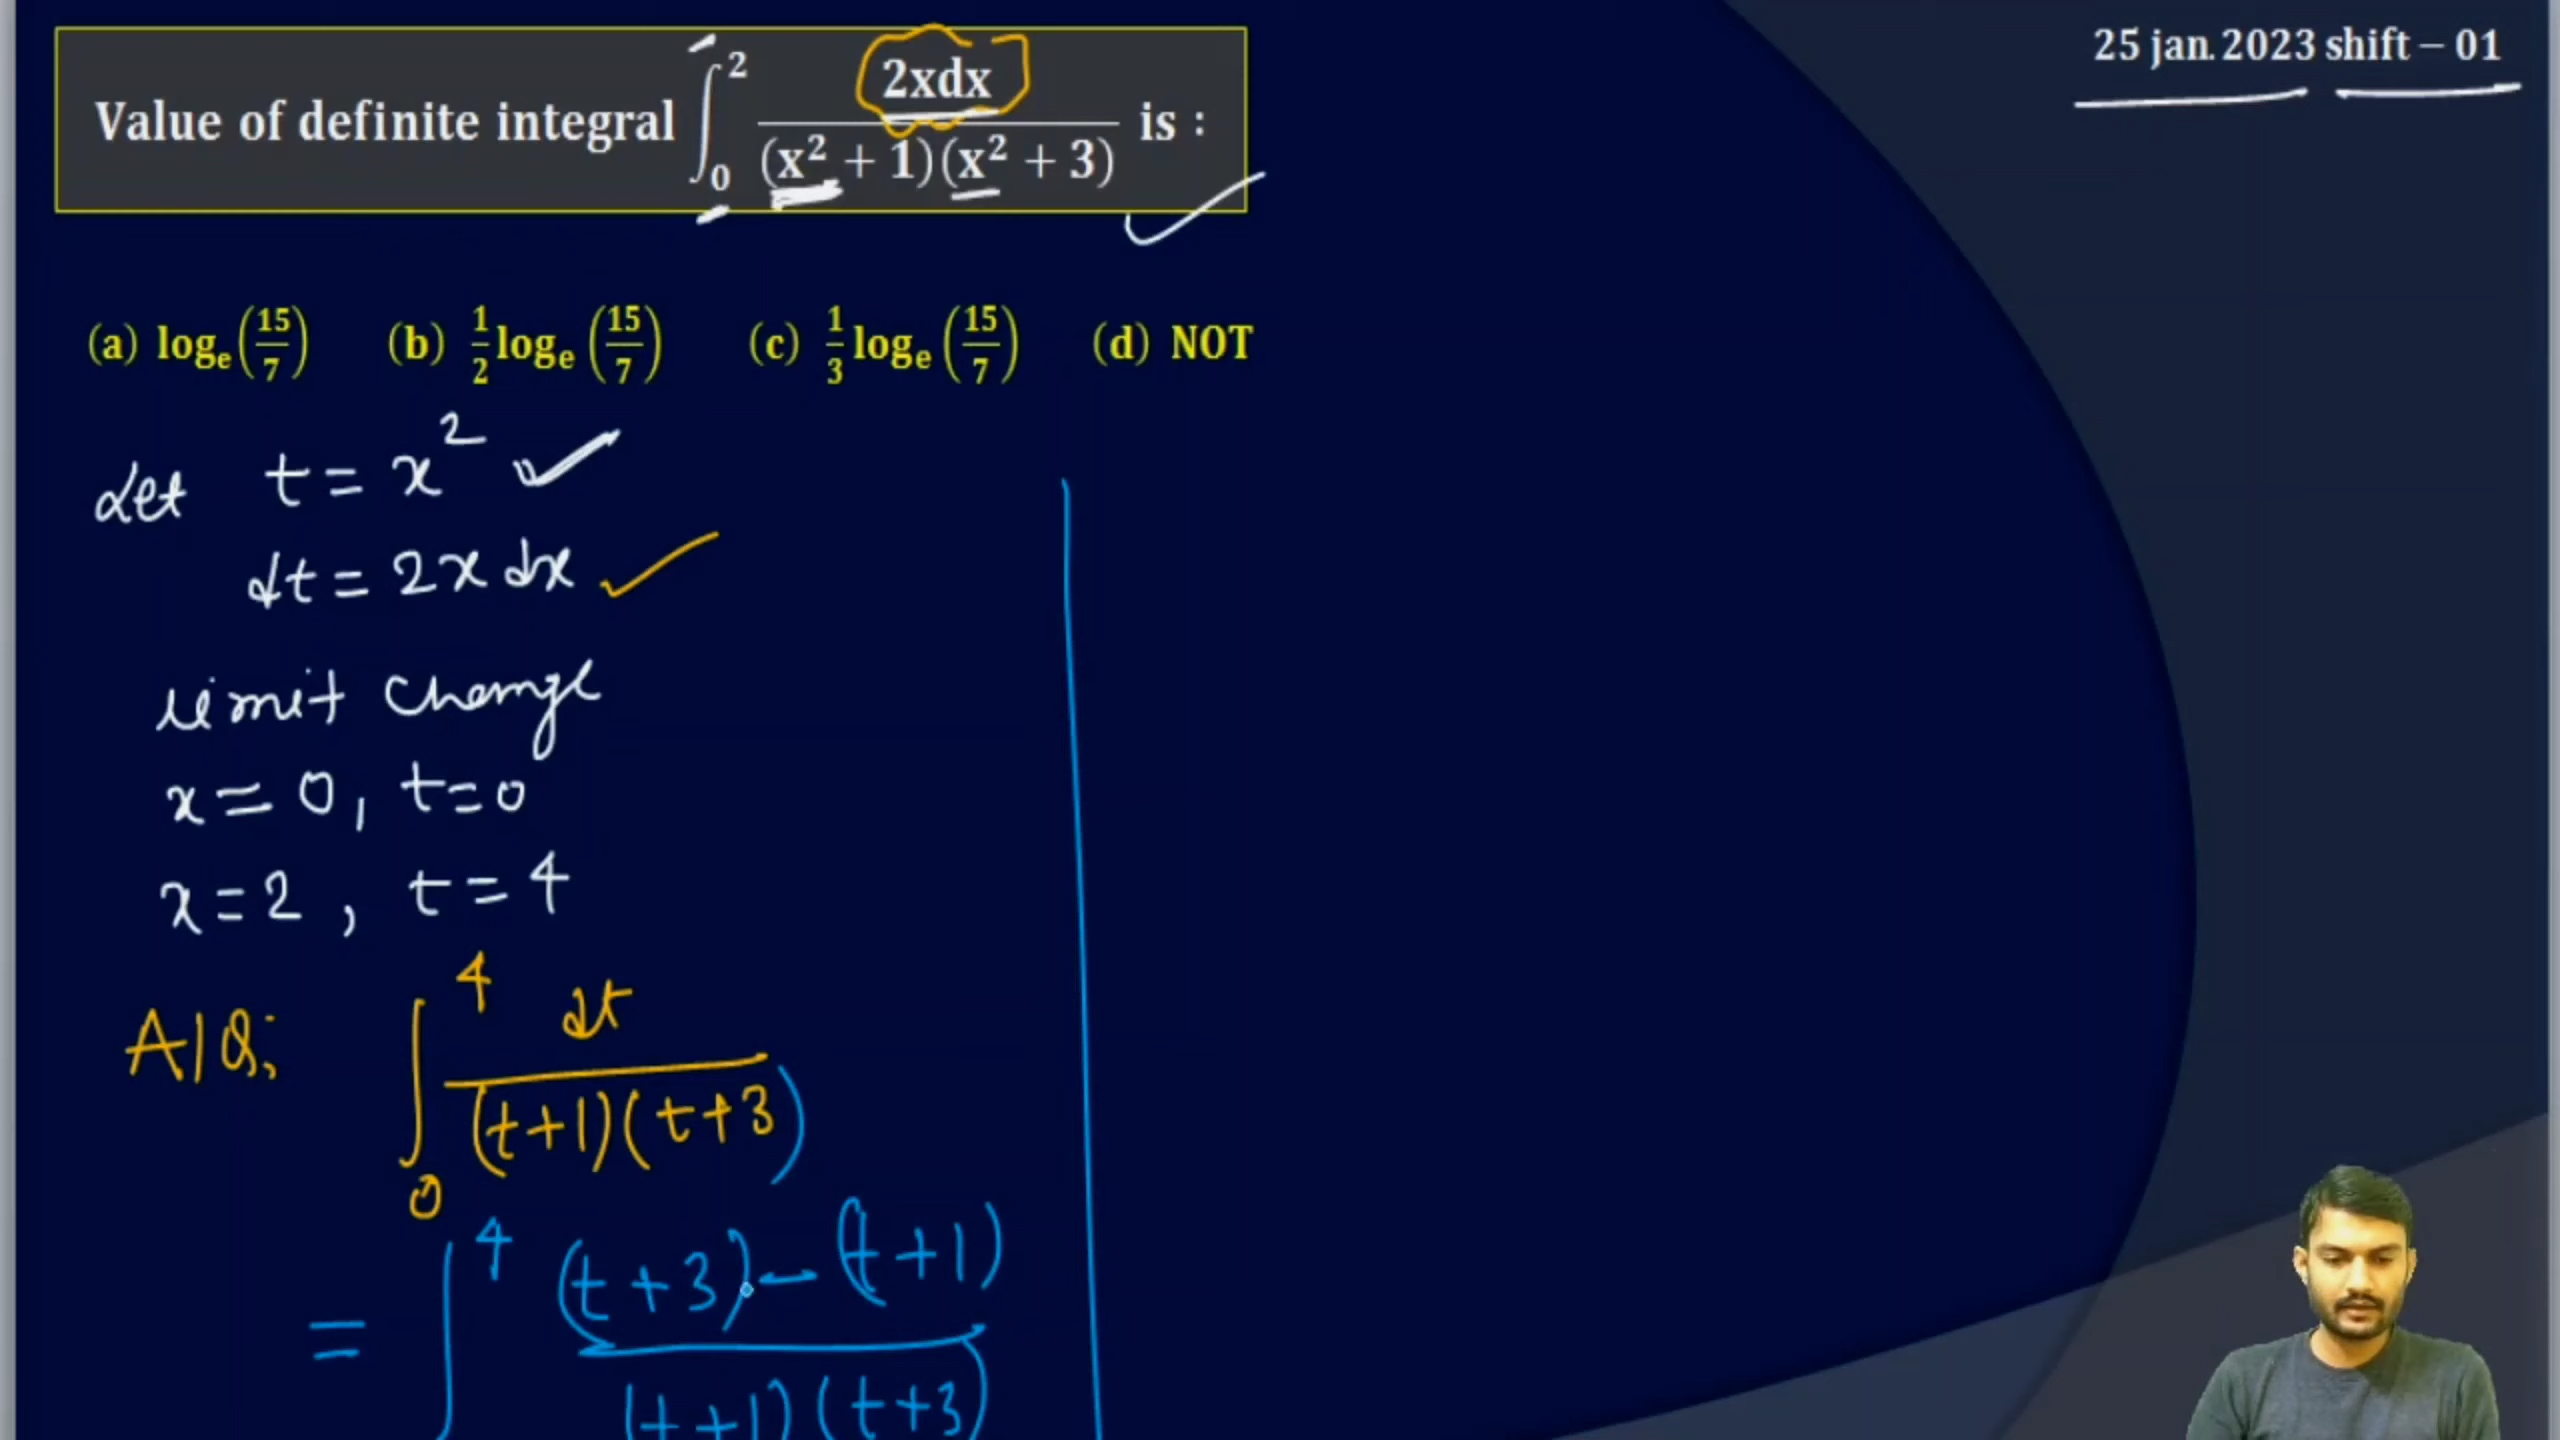 25 jan. 2023 shift – 01
Value of definite integral ∫₀² 2xdx / (x² + 1)(x² + 3) is :
(a) logₑ(15/7) (b) 1/2 logₑ(15/7) (c) 1/3 logₑ(15/7) (d) NOT
Let t = x²
dt = 2x dx
limit change
x = 0, t = 0
x = 2, t = 4
A/Q: ∫₀⁴ dt / (t+1)(t+3)
= ∫⁴ (t+3) – (t+1) / (t+1)(t+3)